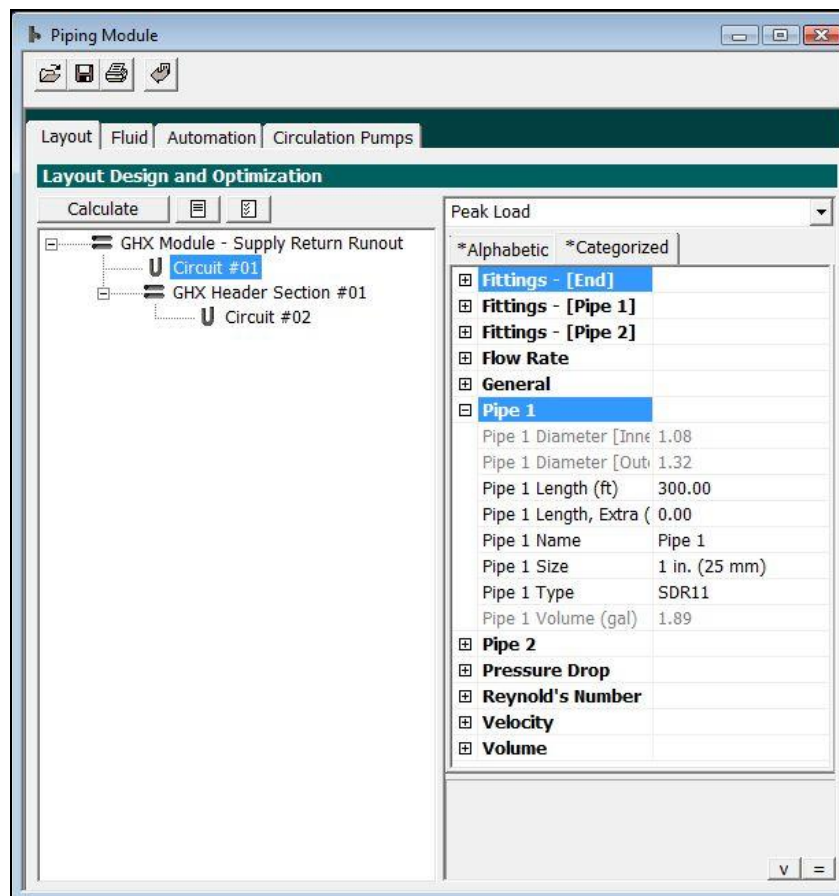 Piping Module
Layout Fluid Automation Circulation Pumps
Layout Design and Optimization
Calculate
GHX Module - Supply Return Runout
Circuit #01
GHX Header Section #01
Circuit #02
Peak Load
*Alphabetic *Categorized
Fittings - [End]
Fittings - [Pipe 1]
Fittings - [Pipe 2]
Flow Rate
General
Pipe 1
Pipe 1 Diameter [Inne 1.08
Pipe 1 Diameter [Oute 1.32
Pipe 1 Length (ft) 300.00
Pipe 1 Length, Extra ( 0.00
Pipe 1 Name Pipe 1
Pipe 1 Size 1 in. (25 mm)
Pipe 1 Type SDR11
Pipe 1 Volume (gal) 1.89
Pipe 2
Pressure Drop
Reynold's Number
Velocity
Volume
v =